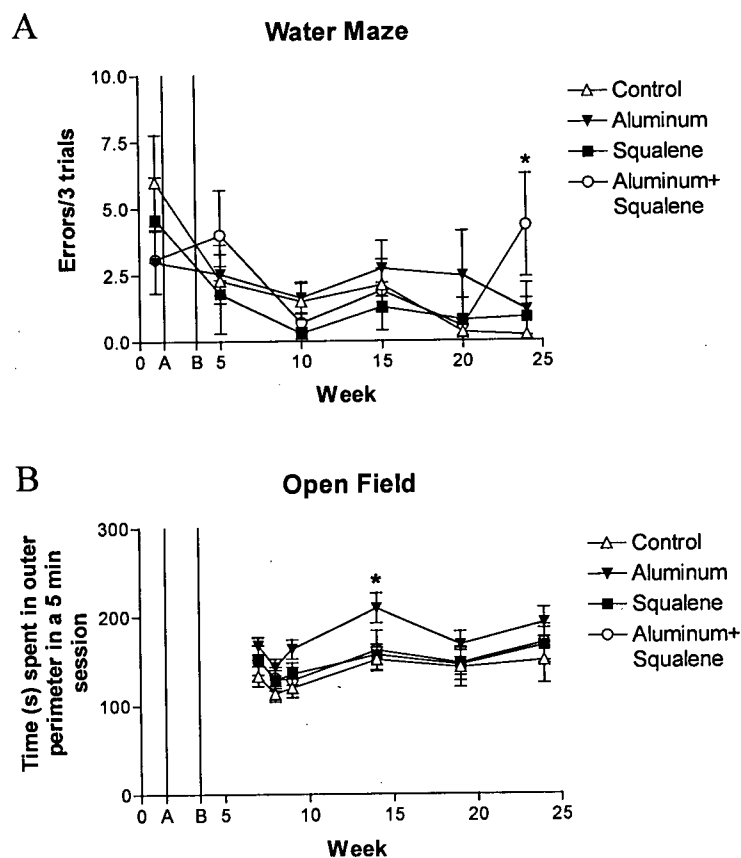 A
Water Maze
10.0
7.5
5.0
2.5
0.0
Errors/3 trials
*
0 A B 5 10 15 20 25
Week
Control
Aluminum
Squalene
Aluminum+
Squalene
B
Open Field
300
200
100
0
Time (s) spent in outer
perimeter in a 5 min
session
*
0 A B 5 10 15 20 25
Week
Control
Aluminum
Squalene
Aluminum+
Squalene